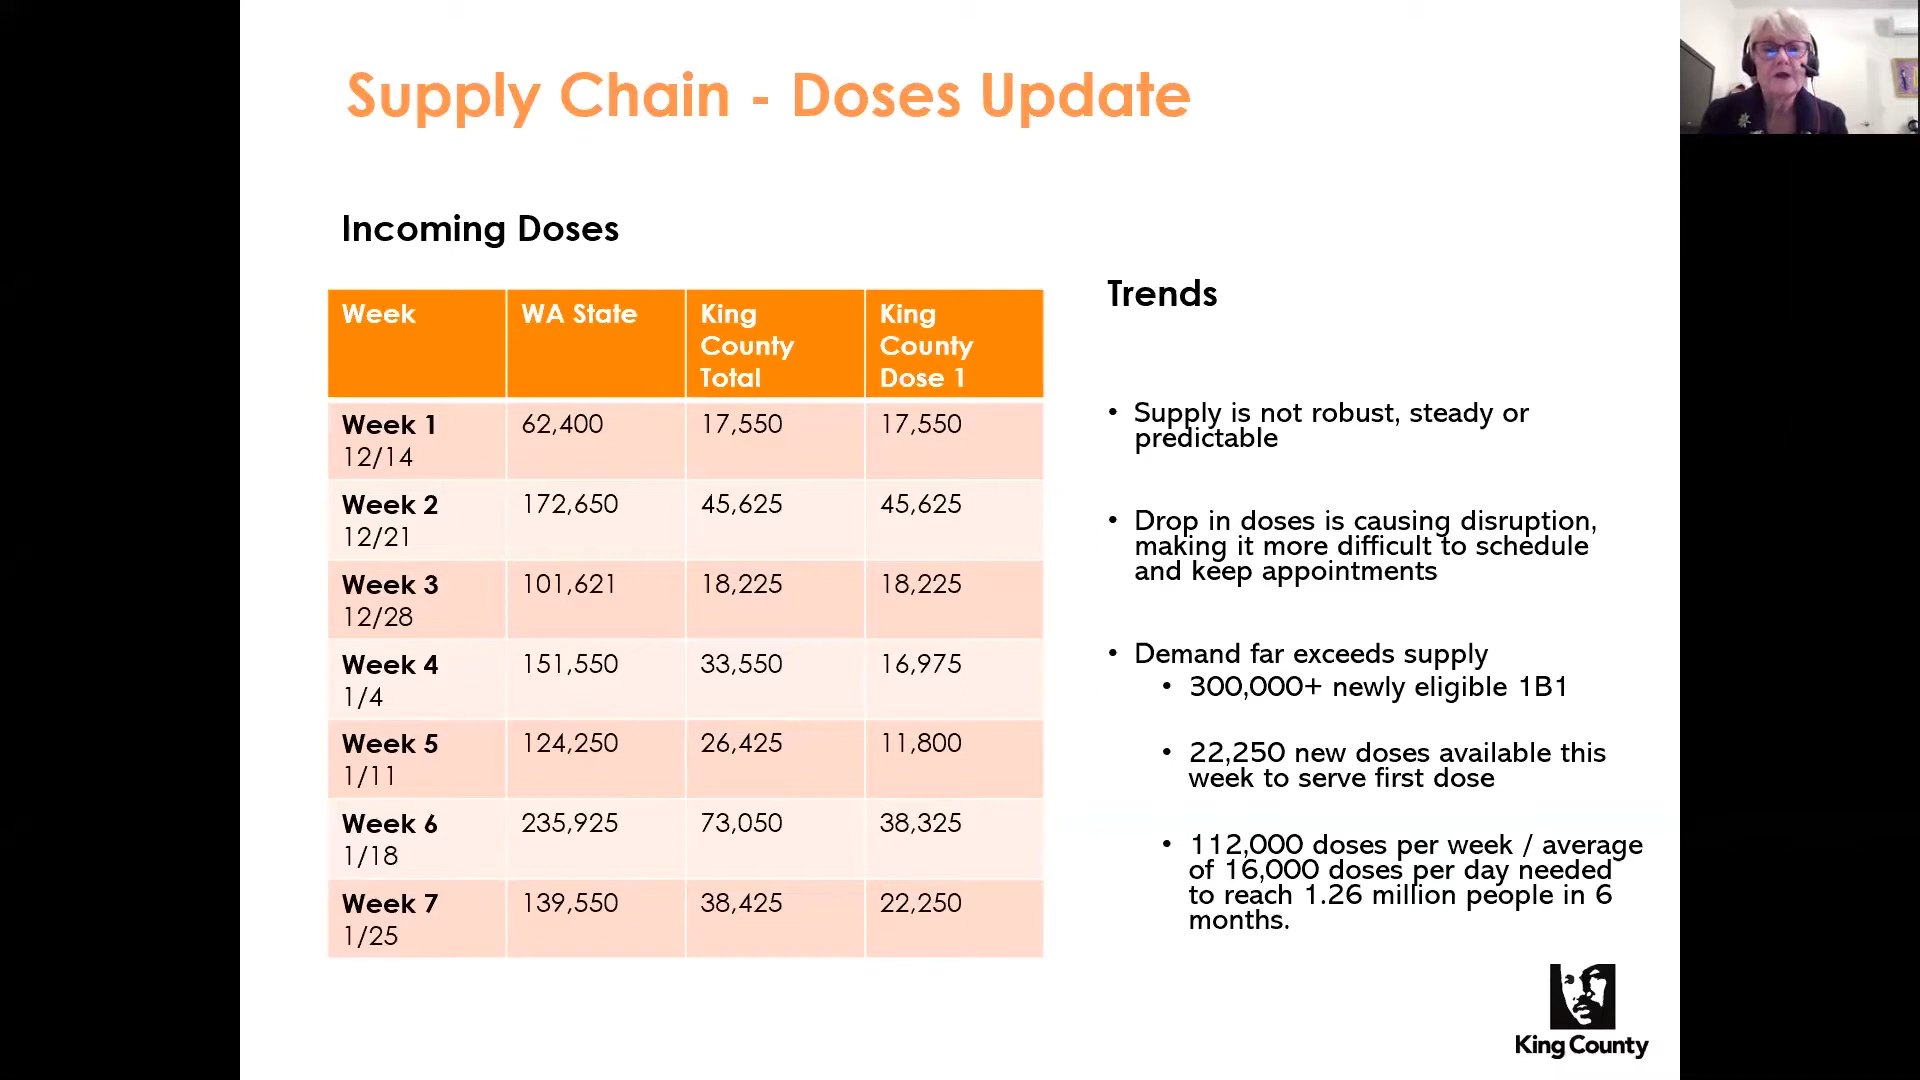 Supply Chain - Doses Update
Incoming Doses
Week WA State King County Total King County Dose 1
Week 1 12/14 62,400 17,550 17,550
Week 2 12/21 172,650 45,625 45,625
Week 3 12/28 101,621 18,225 18,225
Week 4 1/4 151,550 33,550 16,975
Week 5 1/11 124,250 26,425 11,800
Week 6 1/18 235,925 73,050 38,325
Week 7 1/25 139,550 38,425 22,250
Trends
• Supply is not robust, steady or
predictable
• Drop in doses is causing disruption,
making it more difficult to schedule
and keep appointments
• Demand far exceeds supply
• 300,000+ newly eligible 1B1
• 22,250 new doses available this
week to serve first dose
• 112,000 doses per week / average
of 16,000 doses per day needed
to reach 1.26 million people in 6
months.
King County